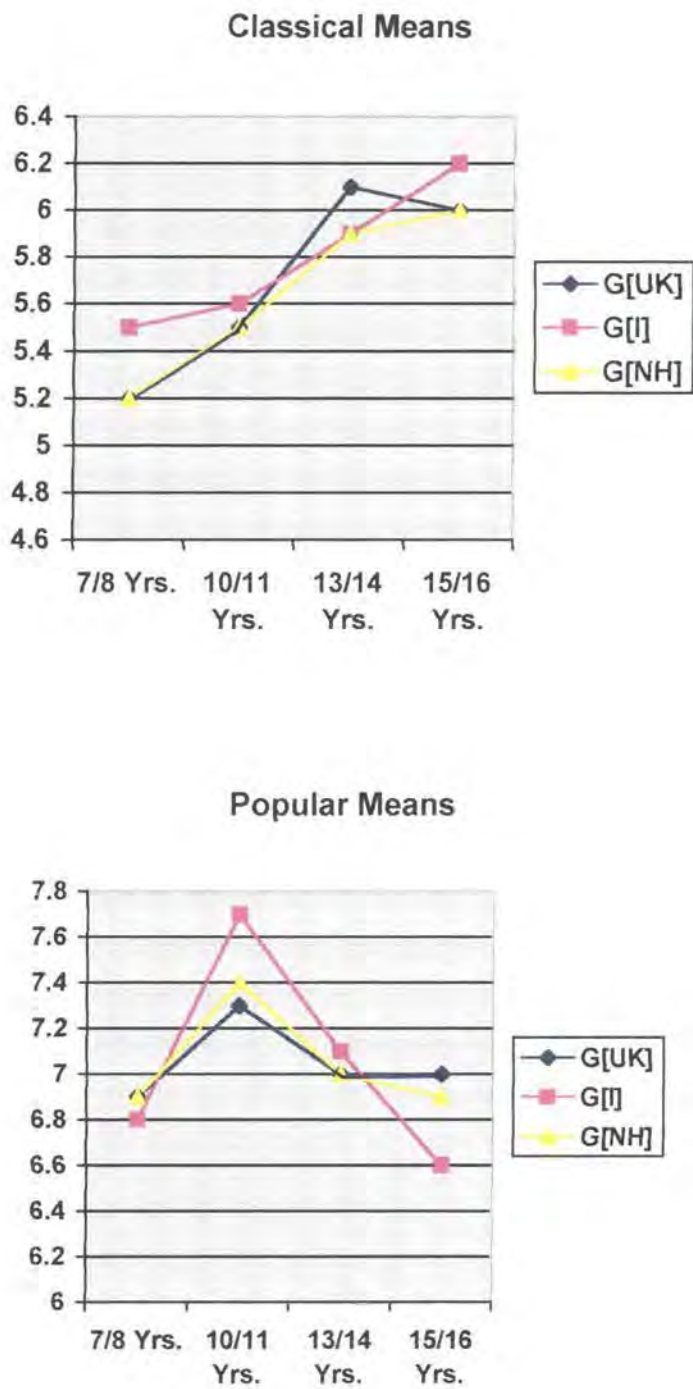 Classical Means
6.4
6.2
6
5.8
5.6
5.4
5.2
5
4.8
4.6
7/8 Yrs.
10/11
Yrs.
13/14
Yrs.
15/16
Yrs.
G[UK]
G[I]
G[NH]
Popular Means
7.8
7.6
7.4
7.2
7
6.8
6.6
6.4
6.2
6
7/8 Yrs.
10/11
Yrs.
13/14
Yrs.
15/16
Yrs.
G[UK]
G[I]
G[NH]